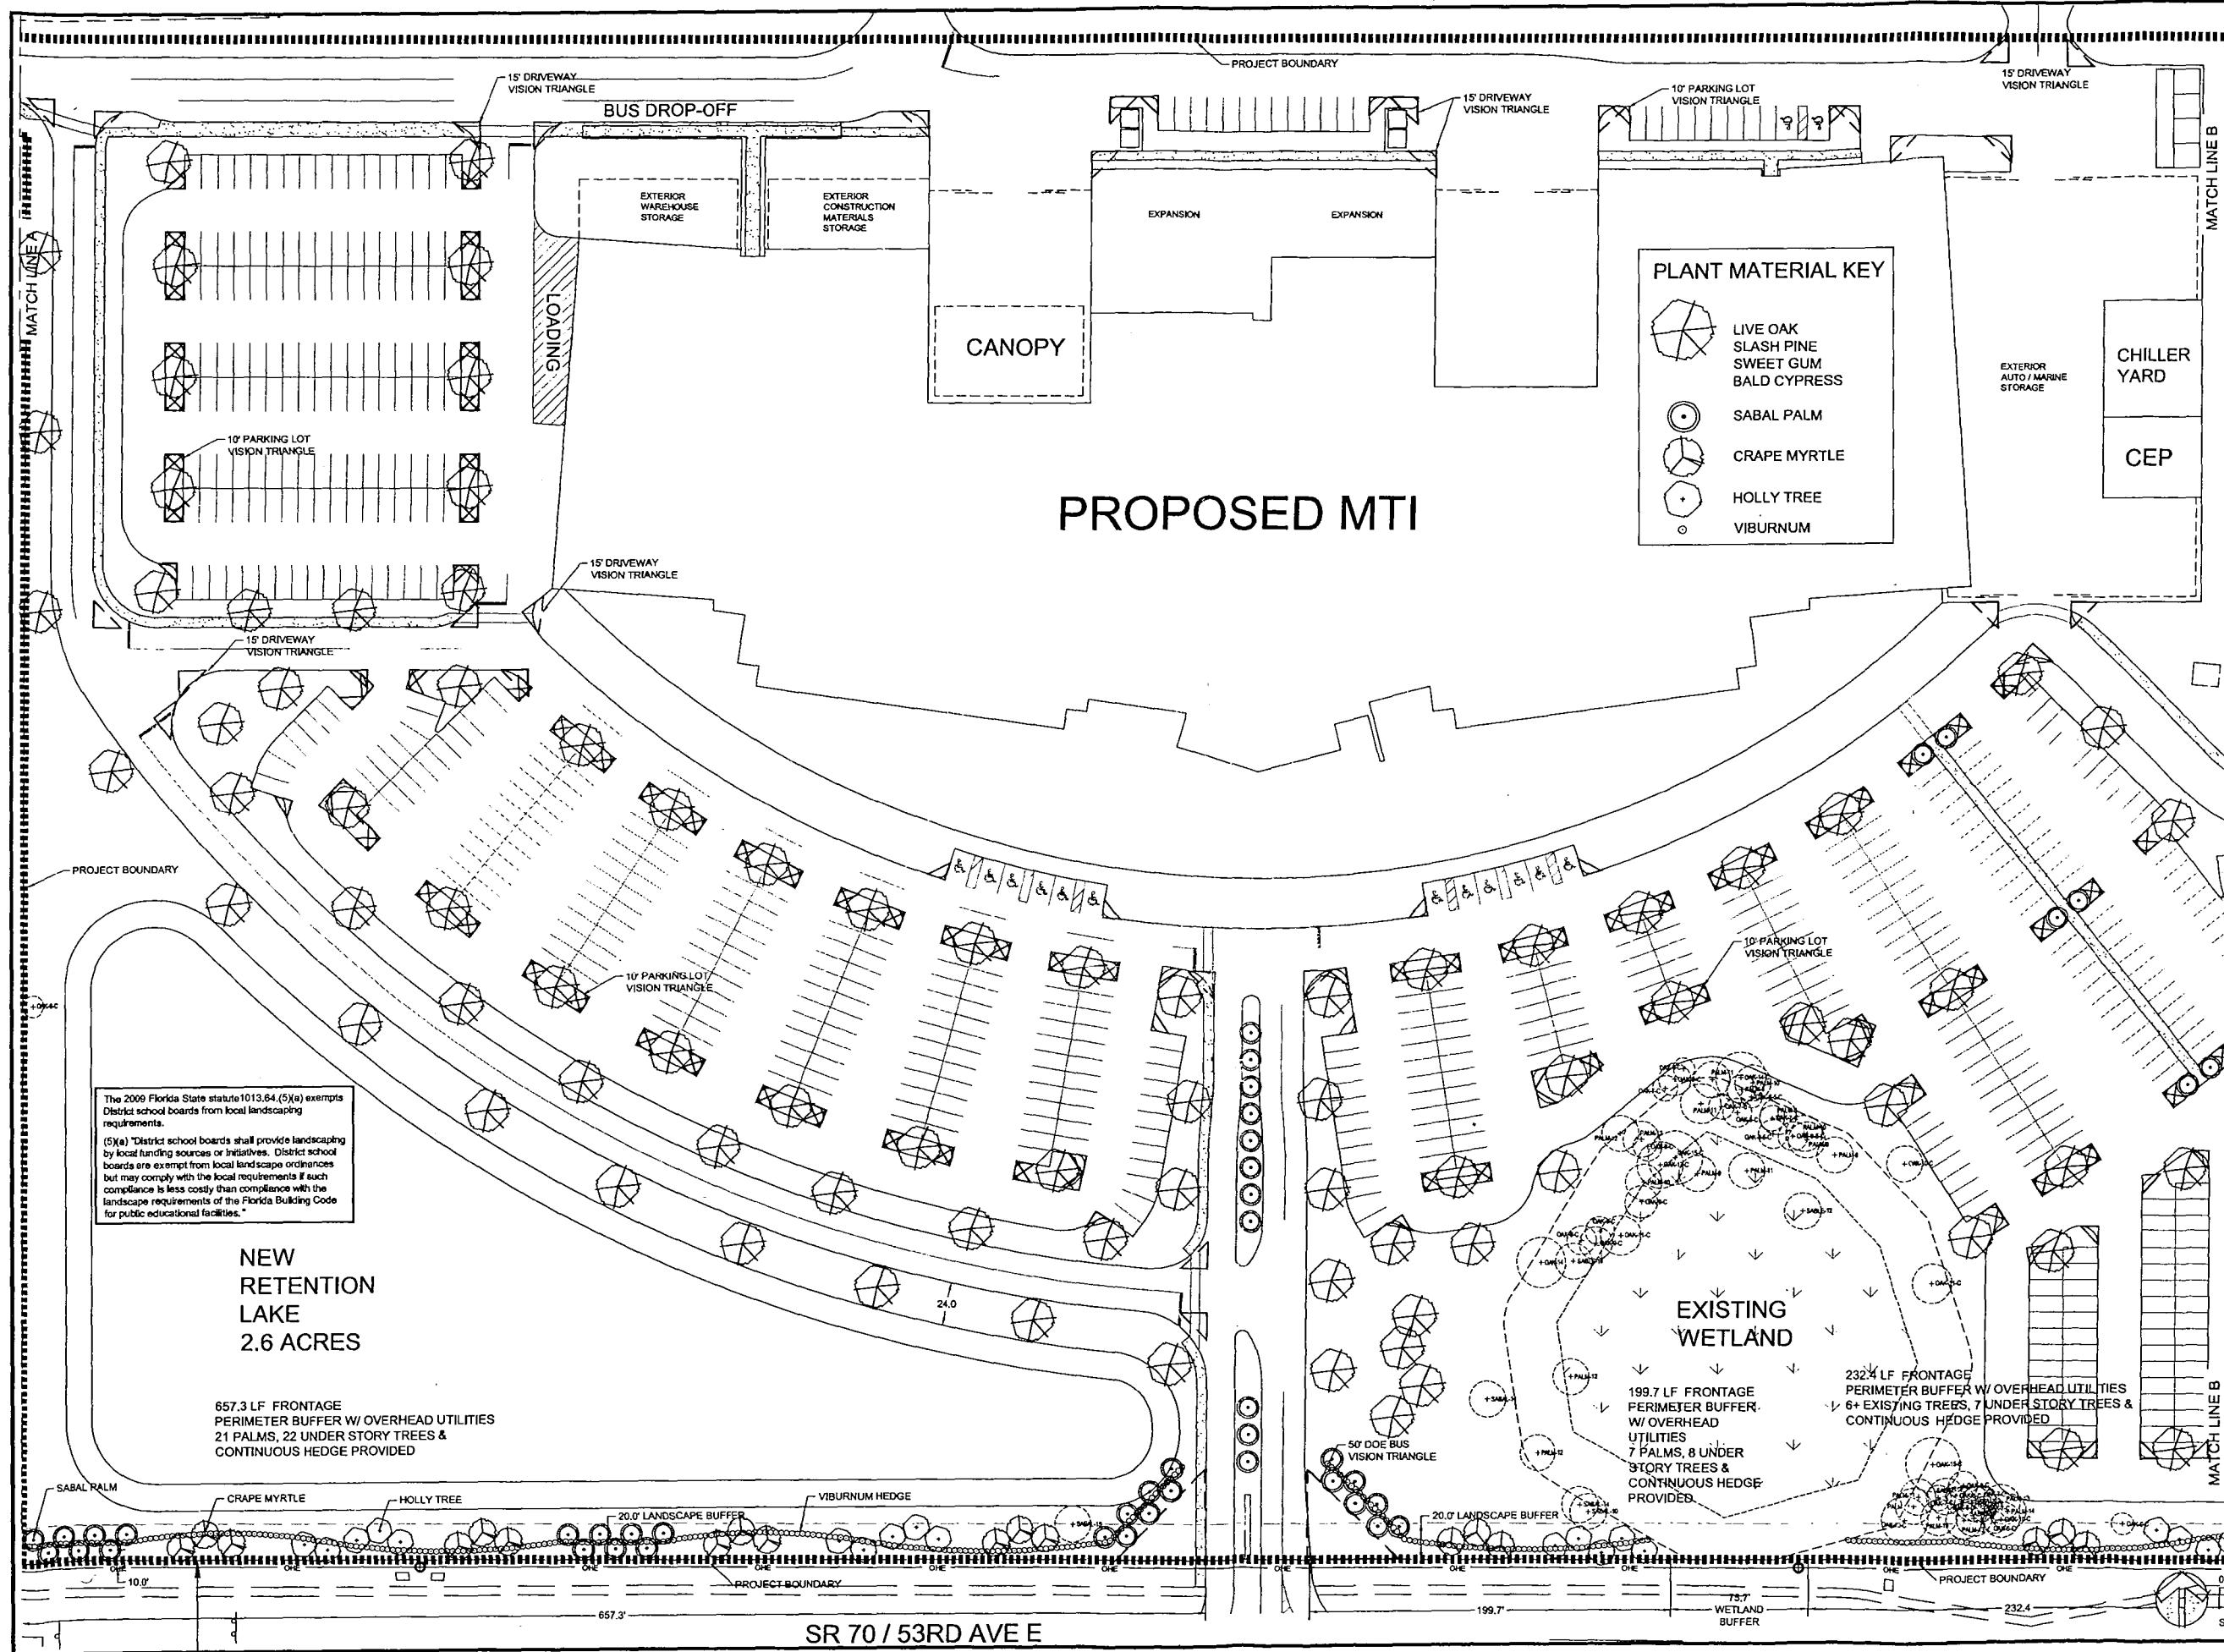 PROJECT BOUNDARY
15' DRIVEWAY
VISION TRIANGLE
BUS DROP-OFF
15' DRIVEWAY
VISION TRIANGLE
10' PARKING LOT
VISION TRIANGLE
15' DRIVEWAY
VISION TRIANGLE
MATCH LINE A
MATCH LINE B
EXTERIOR
WAREHOUSE
STORAGE
EXTERIOR
CONSTRUCTION
MATERIALS
STORAGE
EXPANSION
EXPANSION
LOADING
CANOPY
PLANT MATERIAL KEY
LIVE OAK
SLASH PINE
SWEET GUM
BALD CYPRESS
SABAL PALM
CRAPE MYRTLE
HOLLY TREE
VIBURNUM
EXTERIOR
AUTO / MARINE
STORAGE
CHILLER
YARD
CEP
10' PARKING LOT
VISION TRIANGLE
PROPOSED MTI
15' DRIVEWAY
VISION TRIANGLE
15' DRIVEWAY
VISION TRIANGLE
PROJECT BOUNDARY
10' PARKING LOT
VISION TRIANGLE
10' PARKING LOT
VISION TRIANGLE
The 2009 Florida State statute1013.64.(5)(a) exempts
District school boards from local landscaping
requirements.
(5)(a) "District school boards shall provide landscaping
by local funding sources or initiatives. District school
boards are exempt from local landscape ordinances
but may comply with the local requirements if such
compliance is less costly than compliance with the
landscape requirements of the Florida Building Code
for public educational facilities."
NEW
RETENTION
LAKE
2.6 ACRES
24.0
EXISTING
WETLAND
657.3 LF FRONTAGE
PERIMETER BUFFER W/ OVERHEAD UTILITIES
21 PALMS, 22 UNDER STORY TREES &
CONTINUOUS HEDGE PROVIDED
199.7 LF FRONTAGE
PERIMETER BUFFER
W/ OVERHEAD
UTILITIES
7 PALMS, 8 UNDER
STORY TREES &
CONTINUOUS HEDGE
PROVIDED
232.4 LF FRONTAGE
PERIMETER BUFFER W/ OVERHEAD UTILITIES
6+ EXISTING TREES, 7 UNDER STORY TREES &
CONTINUOUS HEDGE PROVIDED
50' DOE BUS
VISION TRIANGLE
MATCH LINE B
SABAL PALM
CRAPE MYRTLE
HOLLY TREE
VIBURNUM HEDGE
20.0' LANDSCAPE BUFFER
20.0' LANDSCAPE BUFFER
OHE
OHE
OHE
OHE
OHE
OHE
OHE
OHE
OHE
OHE
10.0'
PROJECT BOUNDARY
PROJECT BOUNDARY
657.3'
199.7'
75.7'
WETLAND
BUFFER
232.4
SR 70 / 53RD AVE E